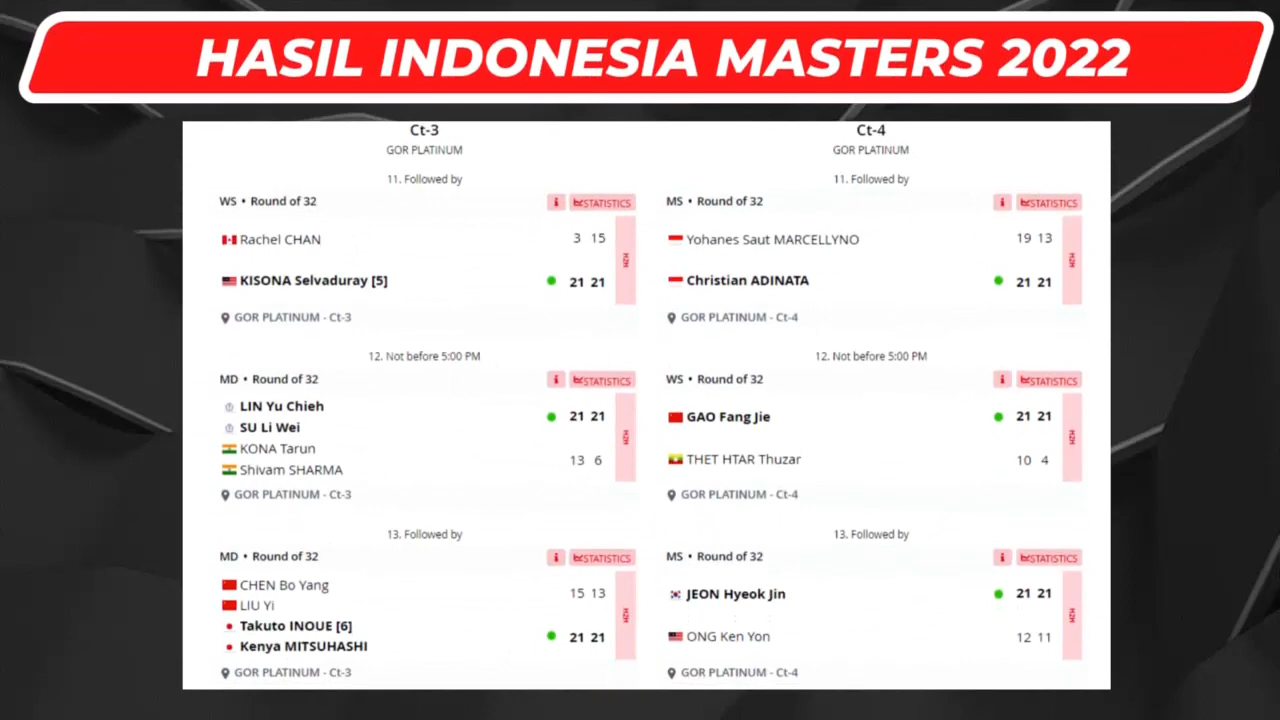 HASIL INDONESIA MASTERS 2022
Ct-3
GOR PLATINUM
11. Followed by
WS • Round of 32
i STATISTICS
Rachel CHAN 3 15
KISONA Selvaduray [5] 21 21
H2H
GOR PLATINUM - Ct-3
12. Not before 5:00 PM
MD • Round of 32
i STATISTICS
LIN Yu Chieh 21 21
SU Li Wei
KONA Tarun 13 6
Shivam SHARMA
H2H
GOR PLATINUM - Ct-3
13. Followed by
MD • Round of 32
i STATISTICS
CHEN Bo Yang 15 13
LIU Yi
Takuto INOUE [6] 21 21
Kenya MITSUHASHI
H2H
GOR PLATINUM - Ct-3
Ct-4
GOR PLATINUM
11. Followed by
MS • Round of 32
i STATISTICS
Yohanes Saut MARCELLYNO 19 13
Christian ADINATA 21 21
H2H
GOR PLATINUM - Ct-4
12. Not before 5:00 PM
WS • Round of 32
i STATISTICS
GAO Fang Jie 21 21
THET HTAR Thuzar 10 4
H2H
GOR PLATINUM - Ct-4
13. Followed by
MS • Round of 32
i STATISTICS
JEON Hyeok Jin 21 21
ONG Ken Yon 12 11
H2H
GOR PLATINUM - Ct-4